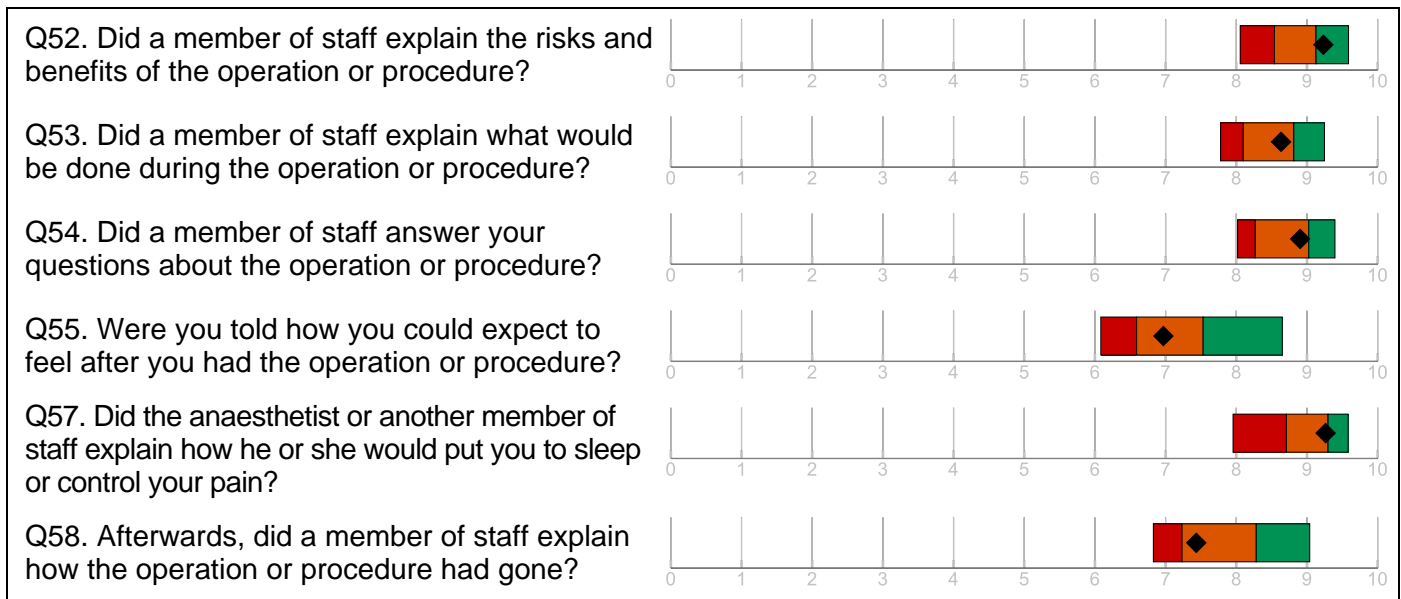 Q52. Did a member of staff explain the risks and
benefits of the operation or procedure?
0 1 2 3 4 5 6 7 8 9 10
Q53. Did a member of staff explain what would
be done during the operation or procedure?
0 1 2 3 4 5 6 7 8 9 10
Q54. Did a member of staff answer your
questions about the operation or procedure?
0 1 2 3 4 5 6 7 8 9 10
Q55. Were you told how you could expect to
feel after you had the operation or procedure?
0 1 2 3 4 5 6 7 8 9 10
Q57. Did the anaesthetist or another member of
staff explain how he or she would put you to sleep
or control your pain?
0 1 2 3 4 5 6 7 8 9 10
Q58. Afterwards, did a member of staff explain
how the operation or procedure had gone?
0 1 2 3 4 5 6 7 8 9 10